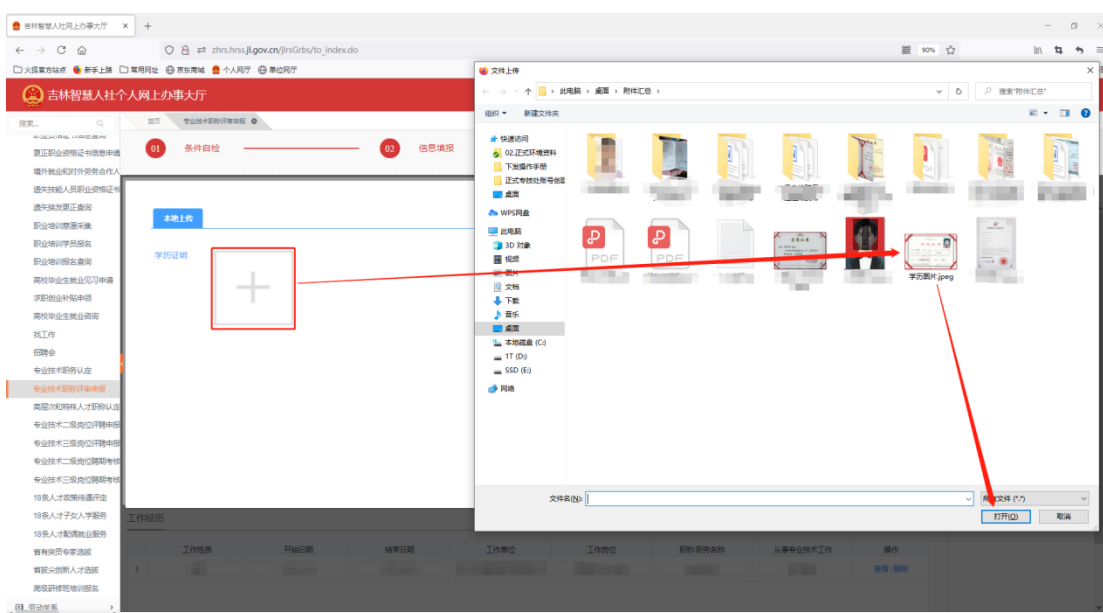 吉林智慧人社网上办事大厅 × +
zhrs.hrss.jl.gov.cn/jlrsGrbs/to_index.do
90%
火狐官方站点 新手上路 常用网址 京东商城 个人网厅 单位网厅
吉林智慧人社个人网上办事大厅
搜索...
首页 专业技术职称评审申报
01 条件自检 02 信息填报
更正职业资格证书信息申请
境外就业和对外劳务合作人
遗失技能人员职业资格证书
遗失换发更正查询
职业培训意愿采集
职业培训学员报名
职业培训报名查询
高校毕业生就业见习申请
求职创业补贴申领
高校毕业生就业咨询
找工作
招聘会
专业技术职务认定
专业技术职称评审申报
高层次和特殊人才职称认定
专业技术二级岗位评聘申报
专业技术三级岗位评聘申报
专业技术二级岗位聘期考核
专业技术三级岗位聘期考核
18条人才政策待遇评定
18条人才子女入学服务
18条人才配偶就业服务
省有突贡专家选拔
省拔尖创新人才选拔
高级研修班培训报名
劳动关系
本地上传
学历证明
工作经历
工作性质 开始日期 结束日期 工作单位 工作岗位 职称/职务名称 从事专业技术工作 操作
1 查看 删除
文件上传
此电脑 › 桌面 › 附件汇总 ›
搜索"附件汇总"
组织 新建文件夹
快速访问
02.正式环境资料
下发操作手册
正式专技处账号创建
桌面
WPS网盘
此电脑
3D 对象
视频
图片
文档
下载
音乐
桌面
本地磁盘 (C:)
1T (D:)
SSD (E:)
网络
PDF PDF
学历图片.jpeg
文件名(N):
所有文件 (*.*)
打开(O) 取消